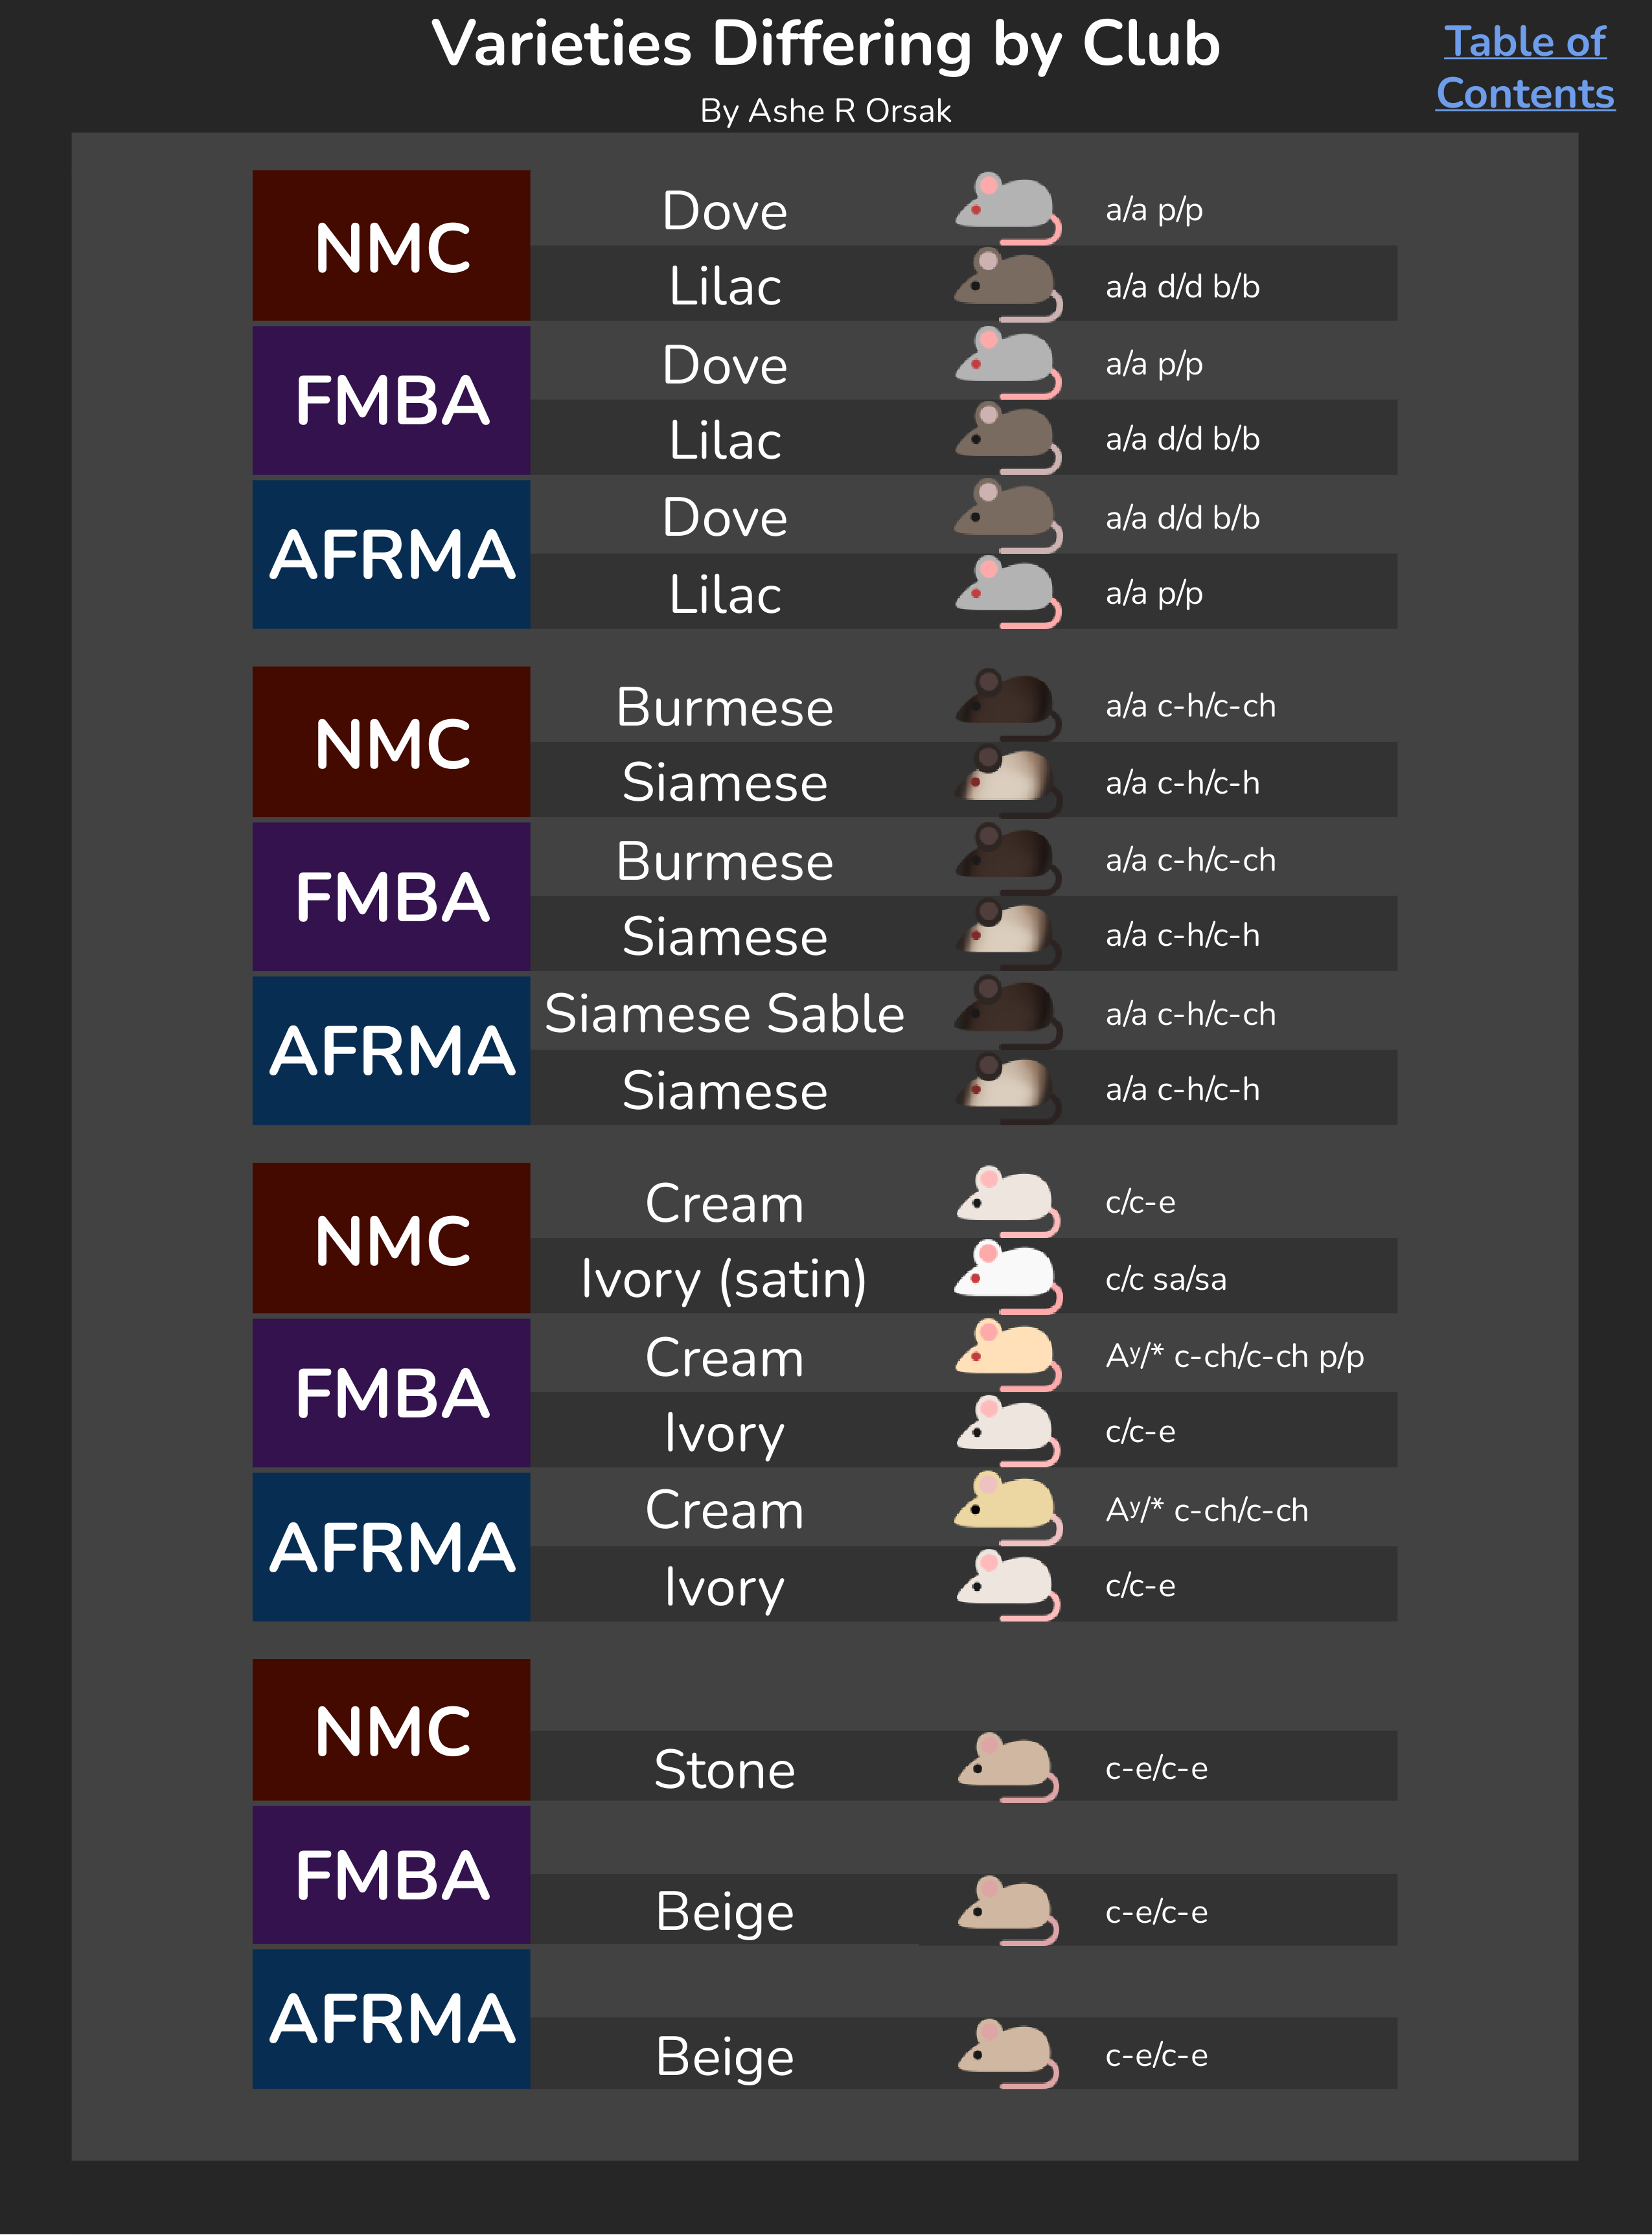 Varieties Differing by Club
Table of
Contents
By Ashe R Orsak
NMC
Dove
a/a p/p
Lilac
a/a d/d b/b
FMBA
Dove
a/a p/p
Lilac
a/a d/d b/b
AFRMA
Dove
a/a d/d b/b
Lilac
a/a p/p
NMC
Burmese
a/a c-h/c-ch
Siamese
a/a c-h/c-h
FMBA
Burmese
a/a c-h/c-ch
Siamese
a/a c-h/c-h
AFRMA
Siamese Sable
a/a c-h/c-ch
Siamese
a/a c-h/c-h
NMC
Cream
c/c-e
Ivory (satin)
c/c sa/sa
FMBA
Cream
Aʸ/* c-ch/c-ch p/p
Ivory
c/c-e
AFRMA
Cream
Aʸ/* c-ch/c-ch
Ivory
c/c-e
NMC
Stone
c-e/c-e
FMBA
Beige
c-e/c-e
AFRMA
Beige
c-e/c-e